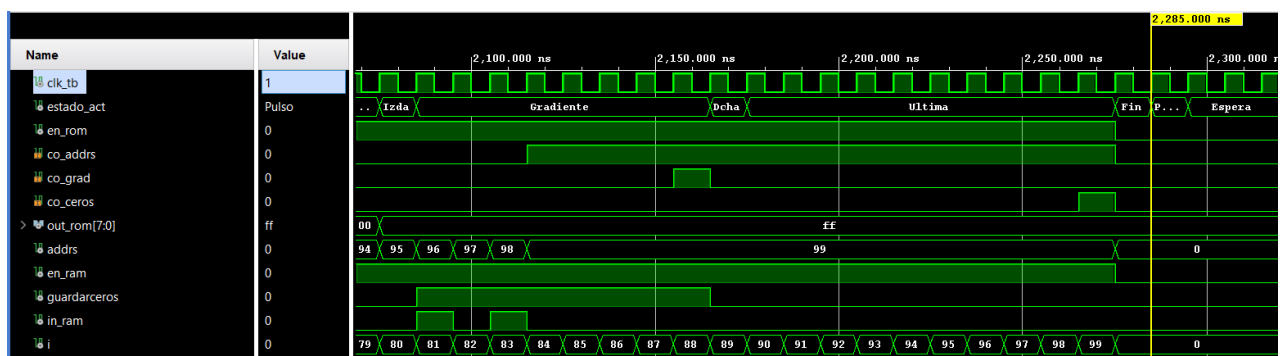 2,285.000 ns
Name Value
2,100.000 ns 2,150.000 ns 2,200.000 ns 2,250.000 ns 2,300.000 n
clk_tb 1
estado_act Pulso .. Izda Gradiente Dcha Ultima Fin P... Espera
en_rom 0
co_addrs 0
co_grad 0
co_ceros 0
out_rom[7:0] ff 00 ff
addrs 0 94 95 96 97 98 99 0
en_ram 0
guardarceros 0
in_ram 0
i 0 79 80 81 82 83 84 85 86 87 88 89 90 91 92 93 94 95 96 97 98 99 0